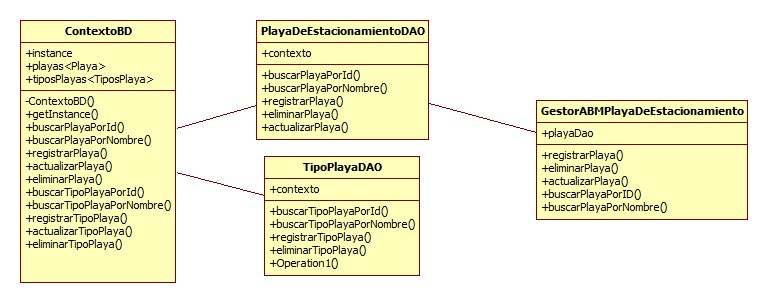 ContextoBD
+instance
+playas<Playa>
+tiposPlayas<TiposPlaya>
-ContextoBD()
+getInstance()
+buscarPlayaPorId()
+buscarPlayaPorNombre()
+registrarPlaya()
+actualizarPlaya()
+eliminarPlaya()
+buscarTipoPlayaPorId()
+buscarTipoPlayaPorNombre()
+registrarTipoPlaya()
+actualizarTipoPlaya()
+eliminarTipoPlaya()
PlayaDeEstacionamientoDAO
+contexto
+buscarPlayaPorId()
+buscarPlayaPorNombre()
+registrarPlaya()
+eliminarPlaya()
+actualizarPlaya()
TipoPlayaDAO
+contexto
+buscarTipoPlayaPorId()
+buscarTipoPlayaPorNombre()
+registrarTipoPlaya()
+eliminarTipoPlaya()
+Operation1()
GestorABMPlayaDeEstacionamiento
+playaDao
+registrarPlaya()
+eliminarPlaya()
+actualizarPlaya()
+buscarPlayaPorID()
+buscarPlayaPorNombre()